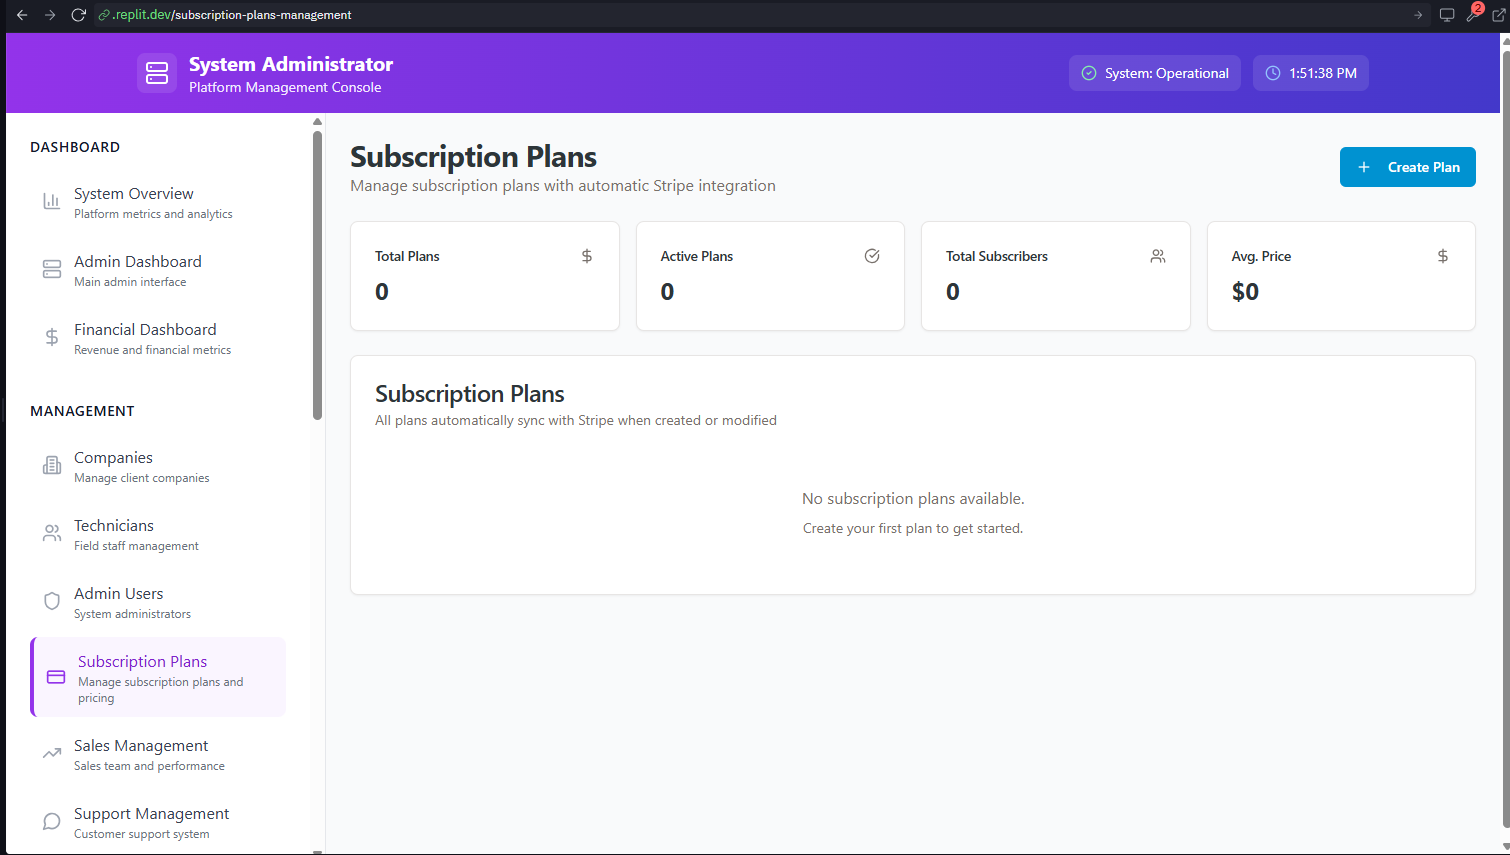 .replit.dev/subscription-plans-management
2
System Administrator
Platform Management Console
System: Operational
1:51:38 PM
DASHBOARD
System Overview
Platform metrics and analytics
Admin Dashboard
Main admin interface
Financial Dashboard
Revenue and financial metrics
MANAGEMENT
Companies
Manage client companies
Technicians
Field staff management
Admin Users
System administrators
Subscription Plans
Manage subscription plans and
pricing
Sales Management
Sales team and performance
Support Management
Customer support system
Subscription Plans
Manage subscription plans with automatic Stripe integration
+ Create Plan
Total Plans $
0
Active Plans
0
Total Subscribers
0
Avg. Price $
$0
Subscription Plans
All plans automatically sync with Stripe when created or modified
No subscription plans available.
Create your first plan to get started.